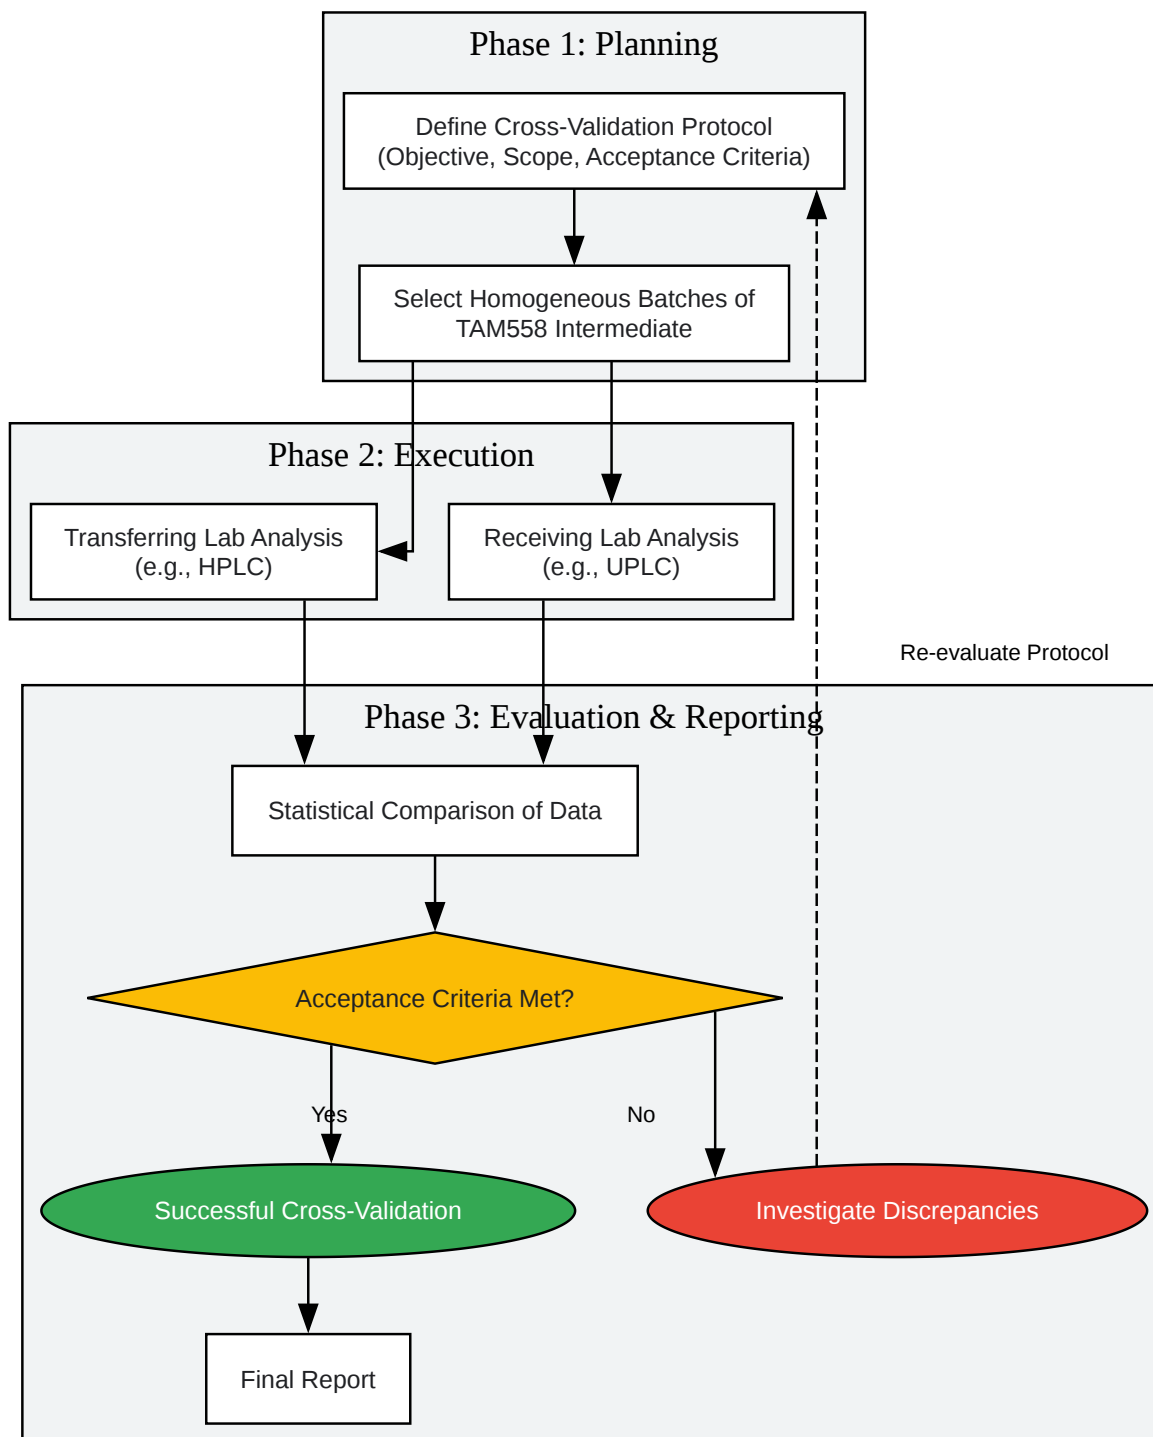 Phase 1: Planning
Define Cross-Validation Protocol
(Objective, Scope, Acceptance Criteria)
Select Homogeneous Batches of
TAM558 Intermediate
Phase 2: Execution
Transferring Lab Analysis
(e.g., HPLC)
Receiving Lab Analysis
(e.g., UPLC)
Re-evaluate Protocol
Phase 3: Evaluation & Reporting
Statistical Comparison of Data
Acceptance Criteria Met?
Yes
No
Successful Cross-Validation
Investigate Discrepancies
Final Report